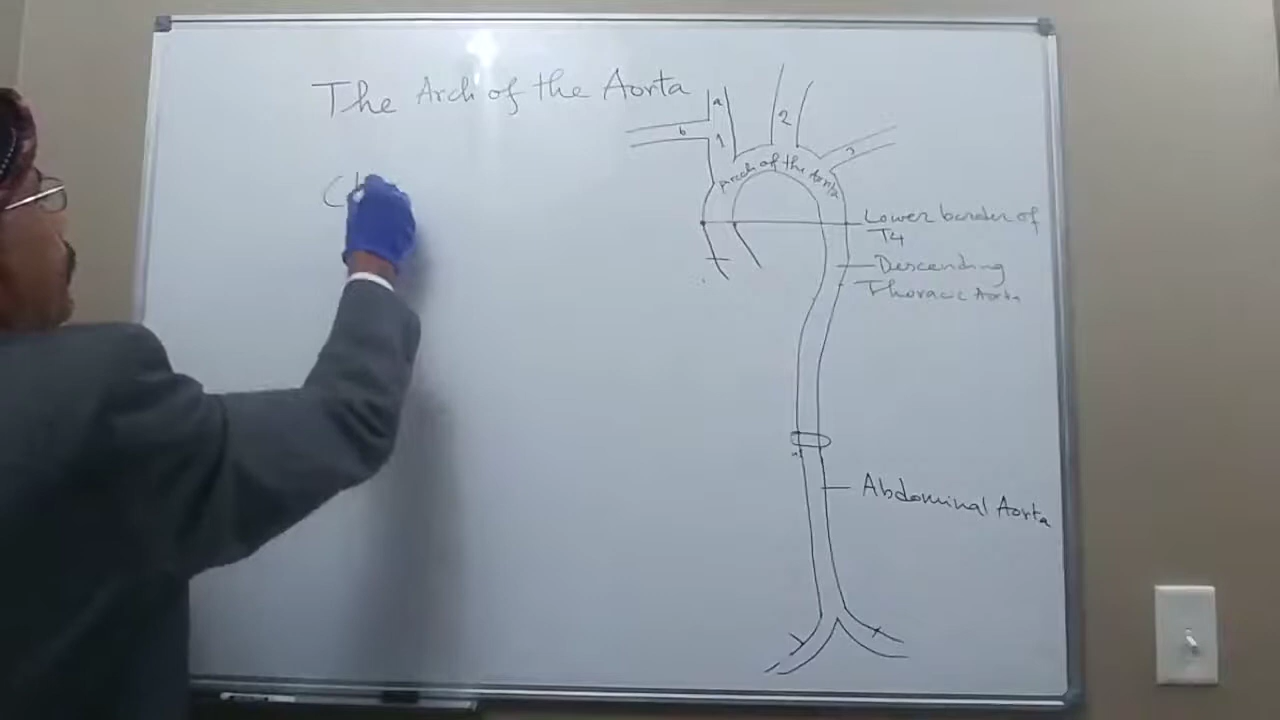 The Arch of the Aorta
a
b
1
2
3
Arch of the Aorta
Lower border of
T4
Descending
Thoracic Aorta
Abdominal Aorta